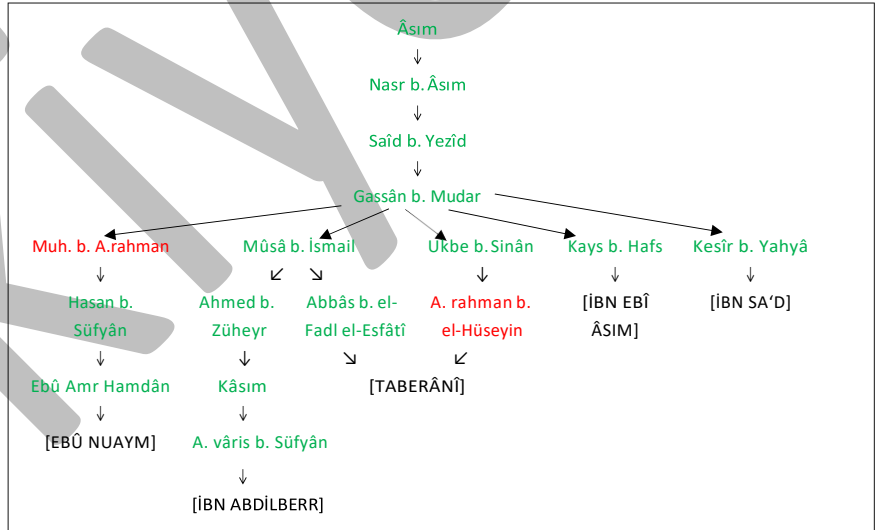 Âsım
↓
Nasr b. Âsım
↓
Saîd b. Yezîd
↓
Gassân b. Mudar
Muh. b. A.rahman Mûsâ b. İsmail Ukbe b. Sinân Kays b. Hafs Kesîr b. Yahyâ
↓ ↙ ↘ ↓ ↓ ↓
Hasan b. Ahmed b. Abbâs b. el- A. rahman b. [İBN EBÎ [İBN SA‘D]
Süfyân Züheyr Fadl el-Esfâtî el-Hüseyin ÂSIM]
↓ ↓ ↘ ↙
Ebû Amr Hamdân Kâsım [TABERÂNÎ]
↓ ↓
[EBÛ NUAYM] A. vâris b. Süfyân
↓
[İBN ABDİLBERR]